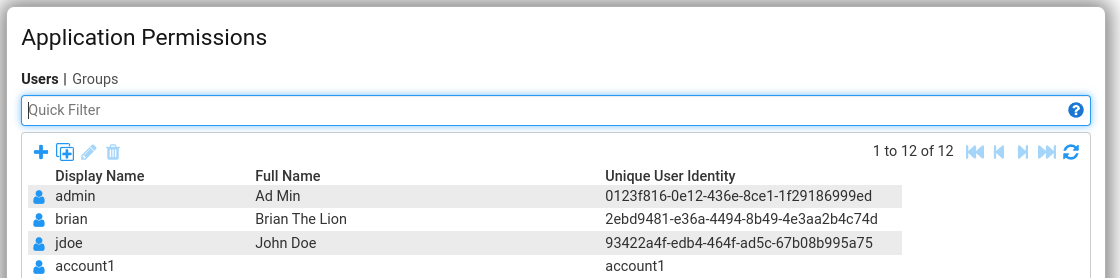 Application Permissions
Users | Groups
Quick Filter
1 to 12 of 12
Display Name Full Name Unique User Identity
admin Ad Min 0123f816-0e12-436e-8ce1-1f29186999ed
brian Brian The Lion 2ebd9481-e36a-4494-8b49-4e3aa2b4c74d
jdoe John Doe 93422a4f-edb4-464f-ad5c-67b08b995a75
account1 account1